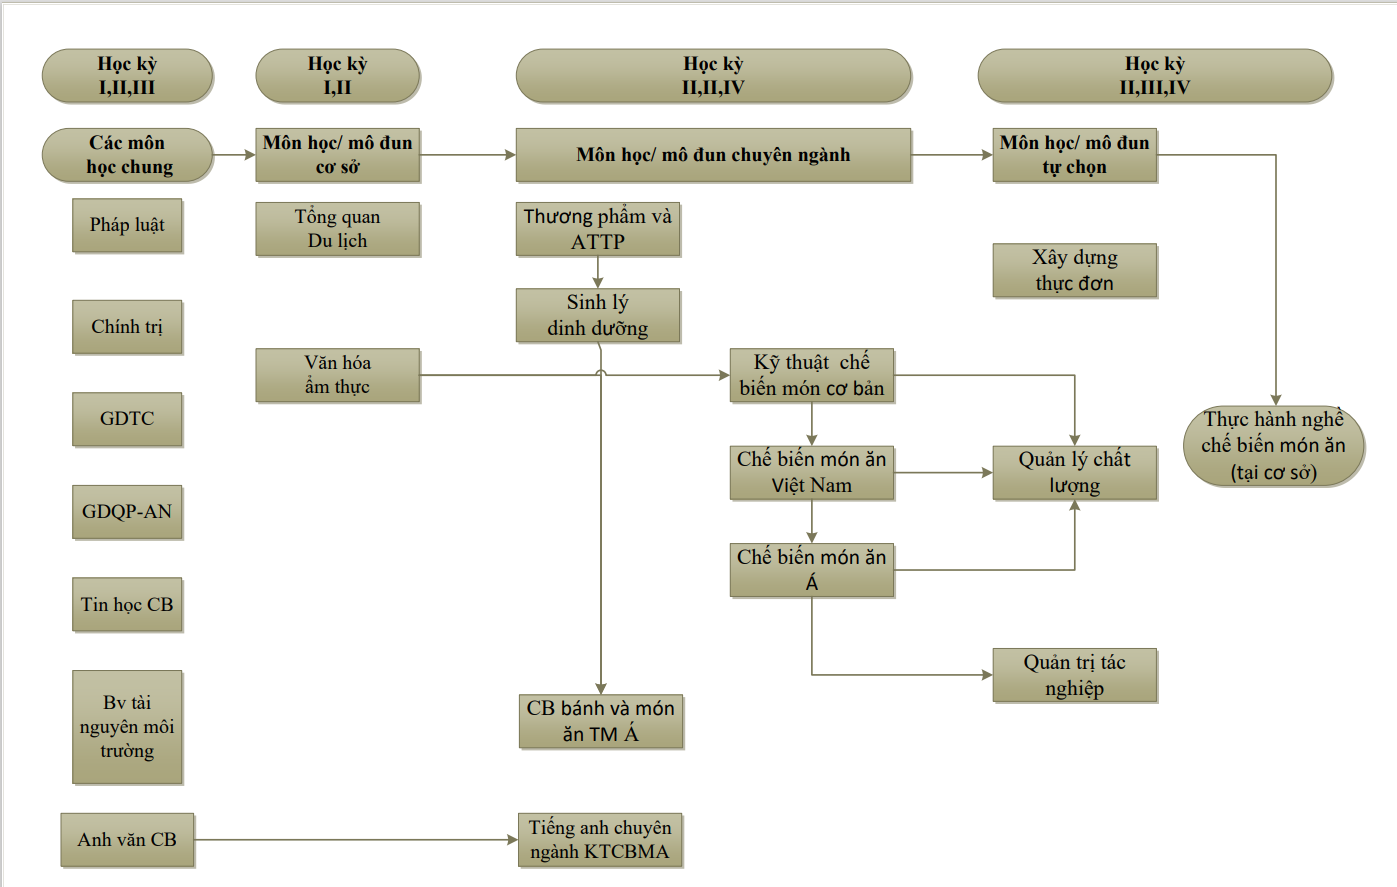 Học kỳ
I,II,III
Học kỳ
I,II
Học kỳ
II,II,IV
Học kỳ
II,III,IV
Các môn
học chung
Môn học/ mô đun
cơ sở
Môn học/ mô đun chuyên ngành
Môn học/ mô đun
tự chọn
Pháp luật
Tổng quan
Du lịch
Thương phẩm và
ATTP
Xây dựng
thực đơn
Sinh lý
dinh dưỡng
Chính trị
Văn hóa
ẩm thực
Kỹ thuật chế
biến món cơ bản
GDTC
Thực hành nghề
chế biến món ăn
(tại cơ sở)
Chế biến món ăn
Việt Nam
Quản lý chất
lượng
GDQP-AN
Chế biến món ăn
Á
Tin học CB
Quản trị tác
nghiệp
Bv tài
nguyên môi
trường
CB bánh và món
ăn TM Á
Anh văn CB
Tiếng anh chuyên
ngành KTCBMA